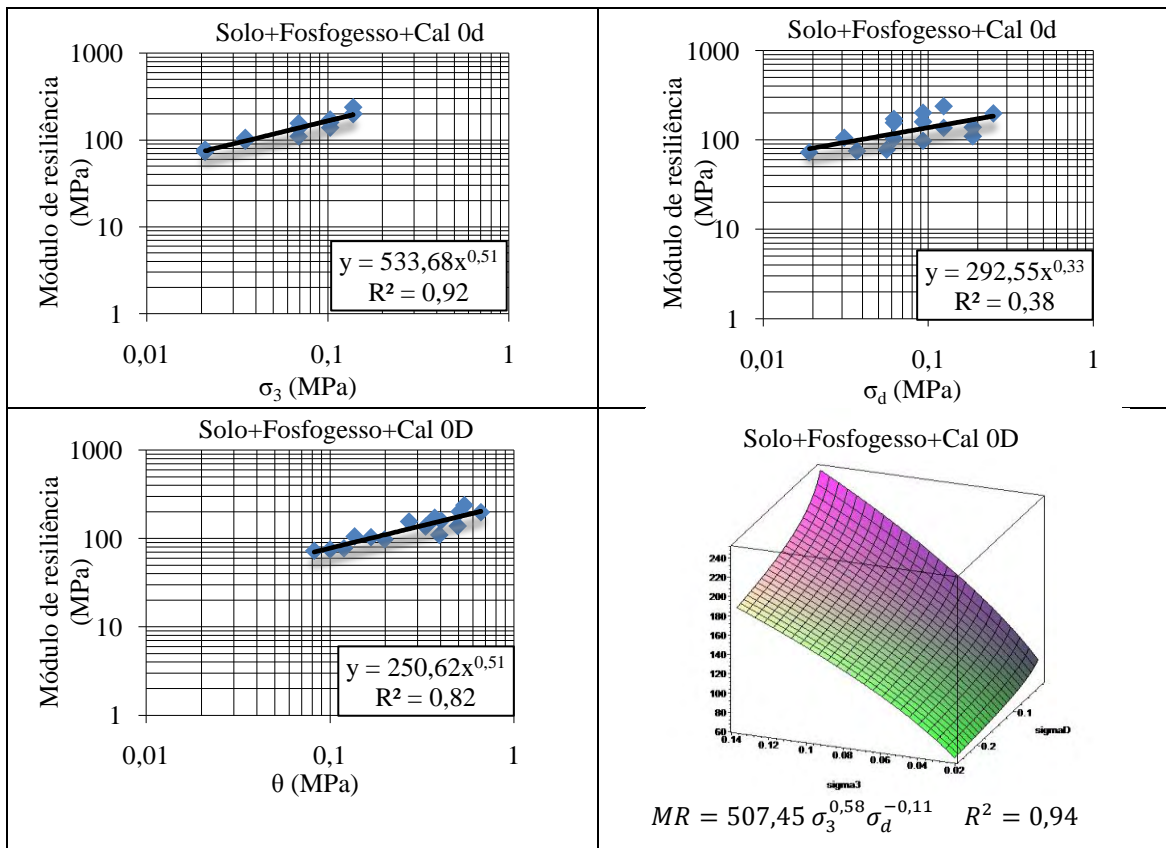 Solo+Fosfogesso+Cal 0d
Módulo de resiliência
(MPa)
1000
100
10
1
y = 533,68x^0,51
R² = 0,92
0,01
0,1
1
σ₃ (MPa)
Solo+Fosfogesso+Cal 0d
Módulo de resiliência
(MPa)
1000
100
10
1
y = 292,55x^0,33
R² = 0,38
0,01
0,1
1
σd (MPa)
Solo+Fosfogesso+Cal 0D
Módulo de resiliência
(MPa)
1000
100
10
1
y = 250,62x^0,51
R² = 0,82
0,01
0,1
1
θ (MPa)
Solo+Fosfogesso+Cal 0D
240
220
200
180
160
140
120
100
80
60
0.14
0.12
0.1
0.08
0.06
0.04
0.02
sigma3
0.2
0.1
sigmaD
MR = 507,45 σ₃^0,58 σd^−0,11 R² = 0,94